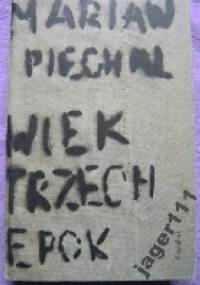 MARIAN
PIECHAL
WIEK
TRZECH
EPOK
jager111